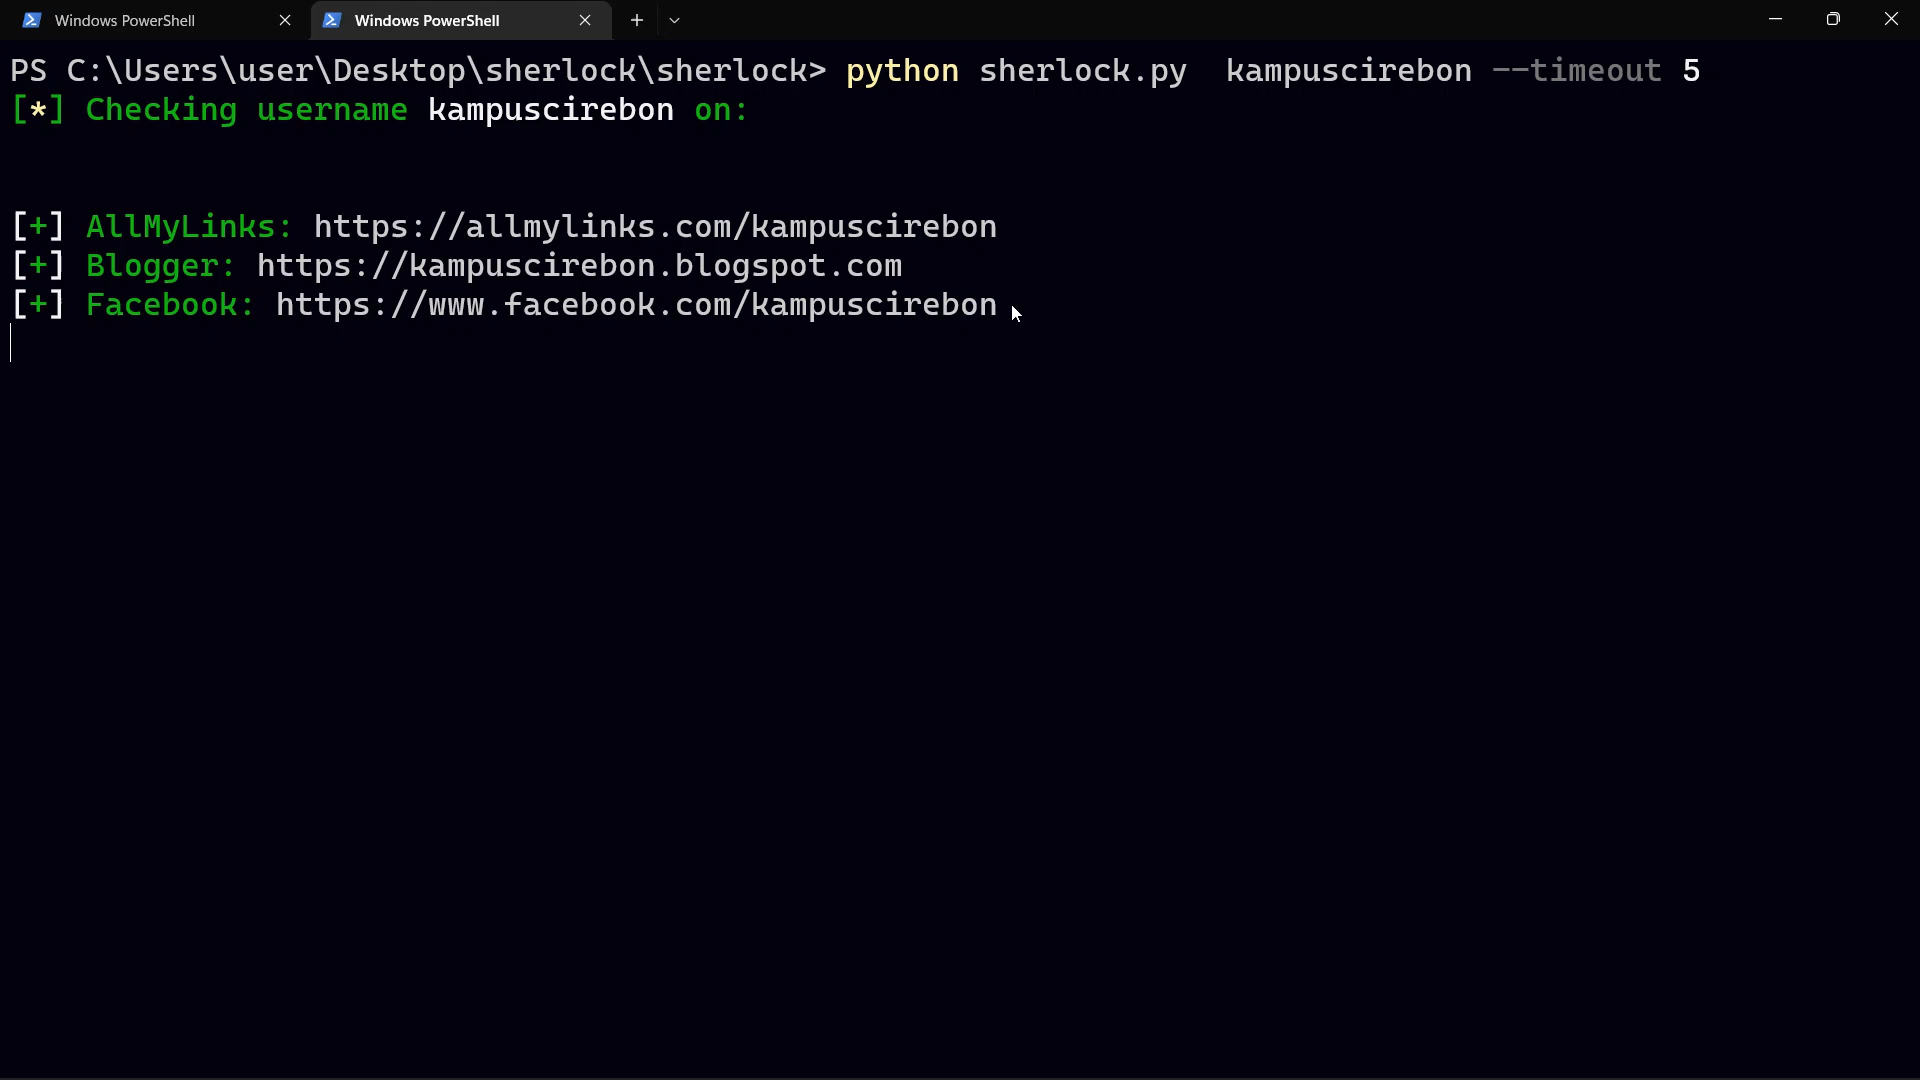 Windows PowerShell
Windows PowerShell
PS C:\Users\user\Desktop\sherlock\sherlock> python sherlock.py  kampuscirebon --timeout 5
[*] Checking username kampuscirebon on:
[+] AllMyLinks: https://allmylinks.com/kampuscirebon
[+] Blogger: https://kampuscirebon.blogspot.com
[+] Facebook: https://www.facebook.com/kampuscirebon